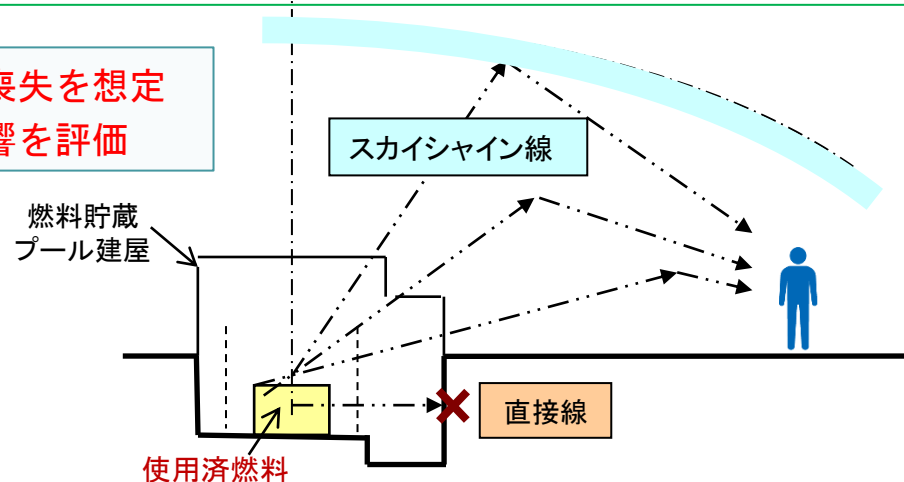 喪失を想定
響を評価
スカイシャイン線
燃料貯蔵
プール建屋
直接線
使用済燃料